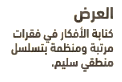 العرض
كتابة الأفكار في فقرات
مرتبة ومنظمة بتسلسل
منطقي سليم.